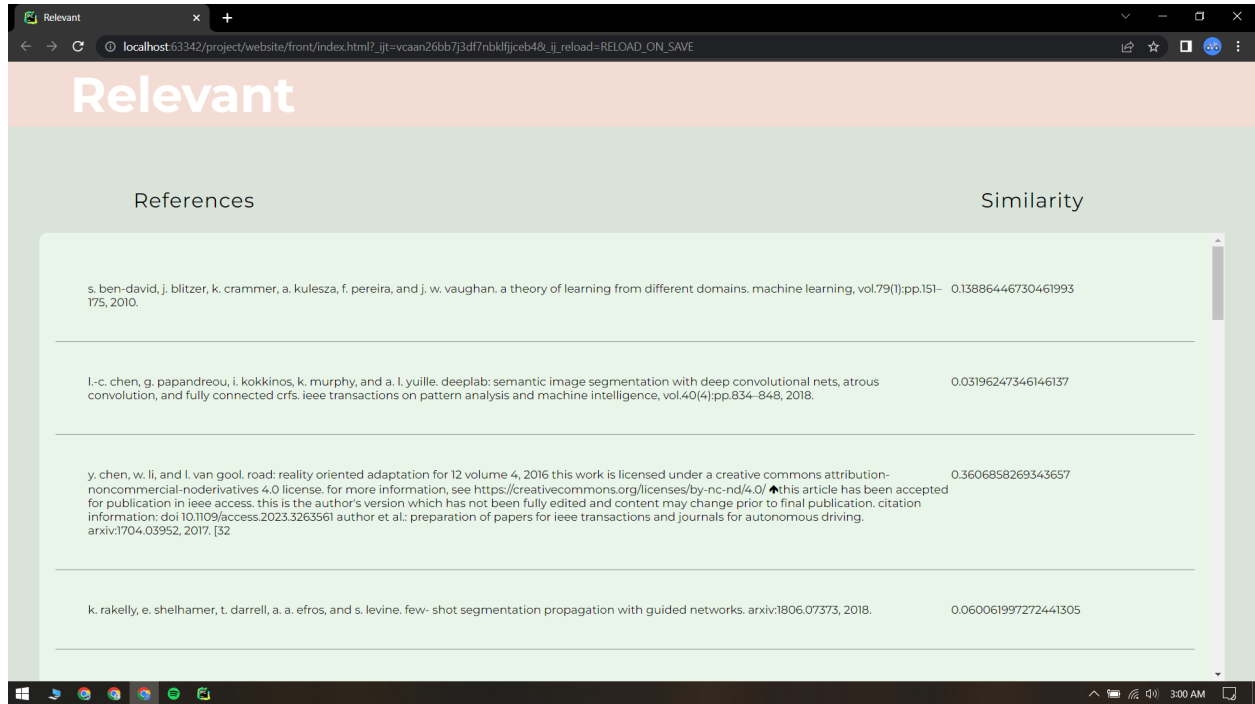 Relevant
localhost:63342/project/website/front/index.html?_ijt=vcaan26bb7j3df7nbklfjjceb4&_ij_reload=RELOAD_ON_SAVE
Relevant
References
Similarity
s. ben-david, j. blitzer, k. crammer, a. kulesza, f. pereira, and j. w. vaughan. a theory of learning from different domains. machine learning, vol.79(1):pp.151–
175, 2010.
0.13886446730461993
l.-c. chen, g. papandreou, i. kokkinos, k. murphy, and a. l. yuille. deeplab: semantic image segmentation with deep convolutional nets, atrous
convolution, and fully connected crfs. ieee transactions on pattern analysis and machine intelligence, vol.40(4):pp.834–848, 2018.
0.03196247346146137
y. chen, w. li, and l. van gool. road: reality oriented adaptation for 12 volume 4, 2016 this work is licensed under a creative commons attribution-
noncommercial-noderivatives 4.0 license. for more information, see https://creativecommons.org/licenses/by-nc-nd/4.0/ 🡅this article has been accepted
for publication in ieee access. this is the author's version which has not been fully edited and content may change prior to final publication. citation
information: doi 10.1109/access.2023.3263561 author et al.: preparation of papers for ieee transactions and journals for autonomous driving.
arxiv:1704.03952, 2017. [32
0.3606858269343657
k. rakelly, e. shelhamer, t. darrell, a. a. efros, and s. levine. few- shot segmentation propagation with guided networks. arxiv:1806.07373, 2018.
0.060061997272441305
3:00 AM